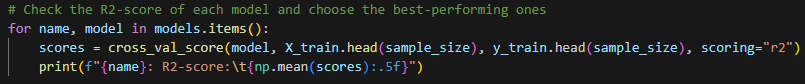 # Check the R2-score of each model and choose the best-performing ones
for name, model in models.items():
    scores = cross_val_score(model, X_train.head(sample_size), y_train.head(sample_size), scoring="r2")
    print(f"{name}: R2-score:\t{np.mean(scores):.5f}")